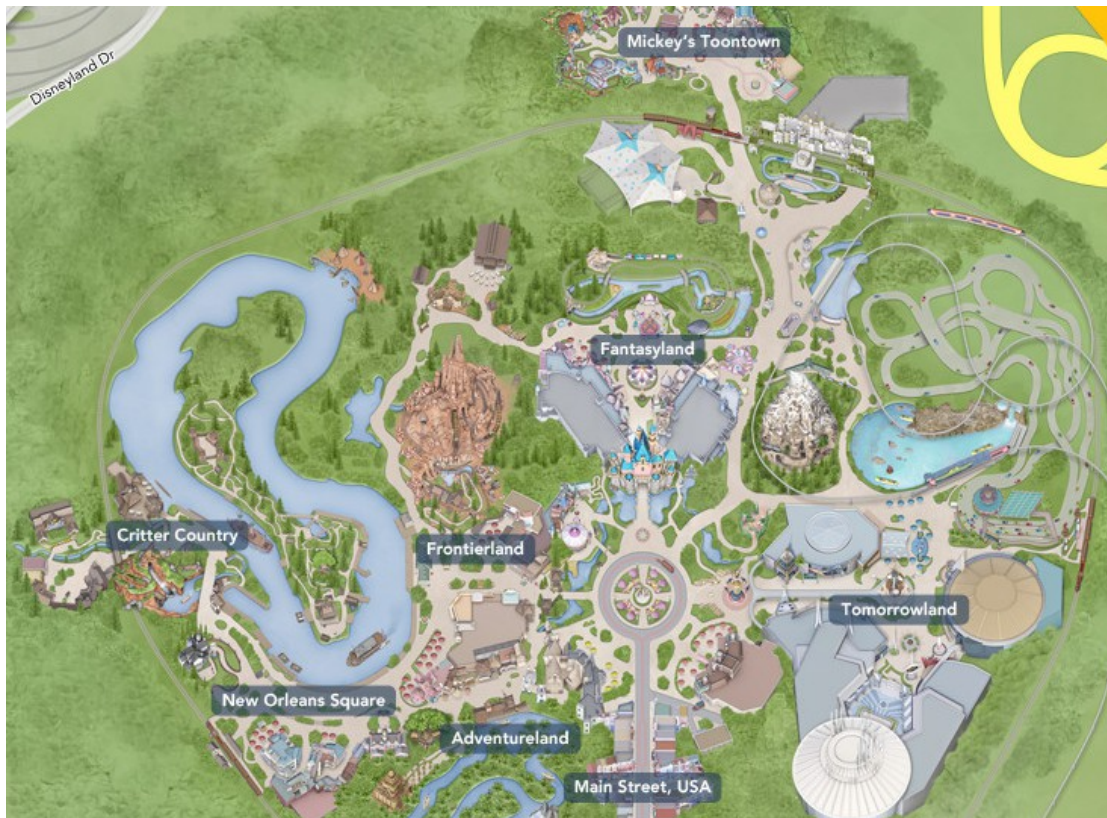 Mickey's Toontown
Disneyland Dr
Fantasyland
Critter Country
Frontierland
Tomorrowland
New Orleans Square
Adventureland
Main Street, USA